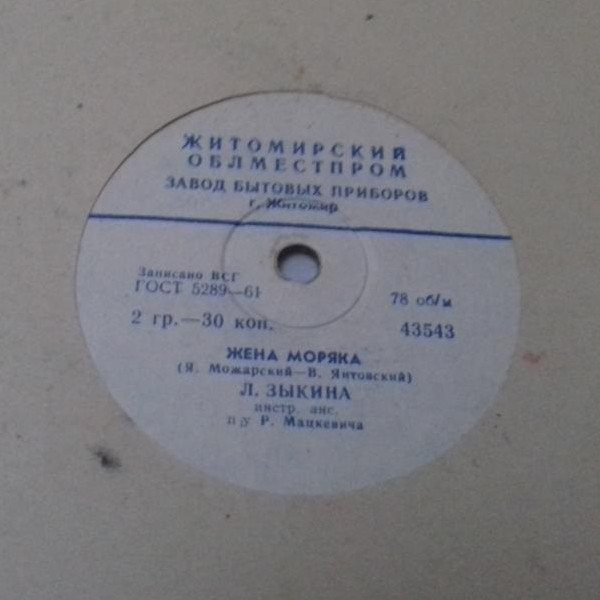 ЖИТОМИРСКИЙ
ОБЛМЕСТПРОМ
ЗАВОД БЫТОВЫХ ПРИБОРОВ
г. Житомир
Записано ВСГ
ГОСТ 5289—61
78 об/м
2 гр.—30 коп.
43543
ЖЕНА МОРЯКА
(Я. Можарский—В. Янтовский)
Л. ЗЫКИНА
инстр. анс.
п/у Р. Мацкевича